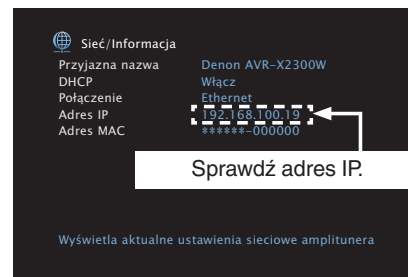 Sieć/Informacja
Przyjazna nazwa Denon AVR-X2300W
DHCP Włącz
Połączenie Ethernet
Adres IP 192.168.100.19
Adres MAC ******-000000
Sprawdź adres IP.
Wyświetla aktualne ustawienia sieciowe amplitunera